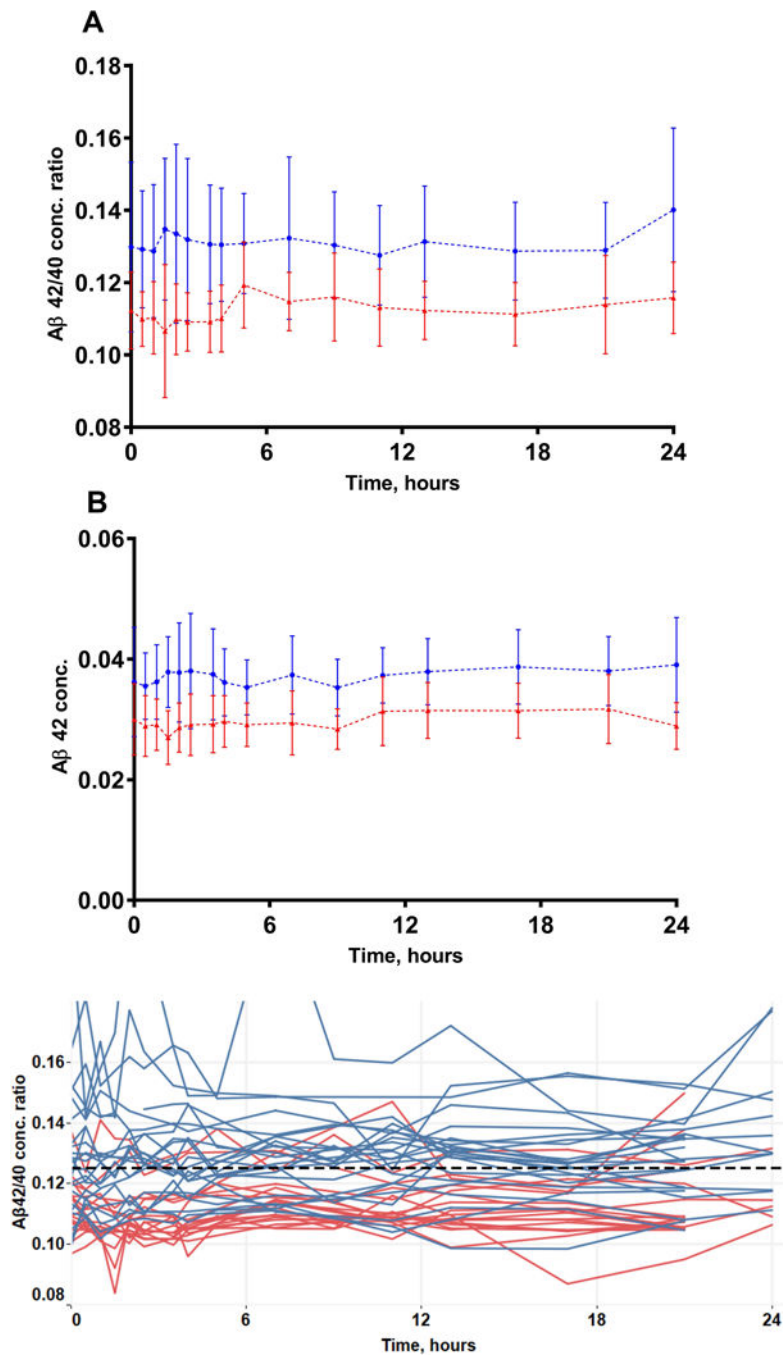 A
0.18
0.16
0.14
0.12
0.10
0.08
Aβ 42/40 conc. ratio
0 6 12 18 24
Time, hours
B
0.06
0.04
0.02
0.00
Aβ 42 conc.
0 6 12 18 24
Time, hours
0.16
0.14
0.12
0.10
0.08
Aβ42/40 conc. ratio
0 6 12 18 24
Time, hours